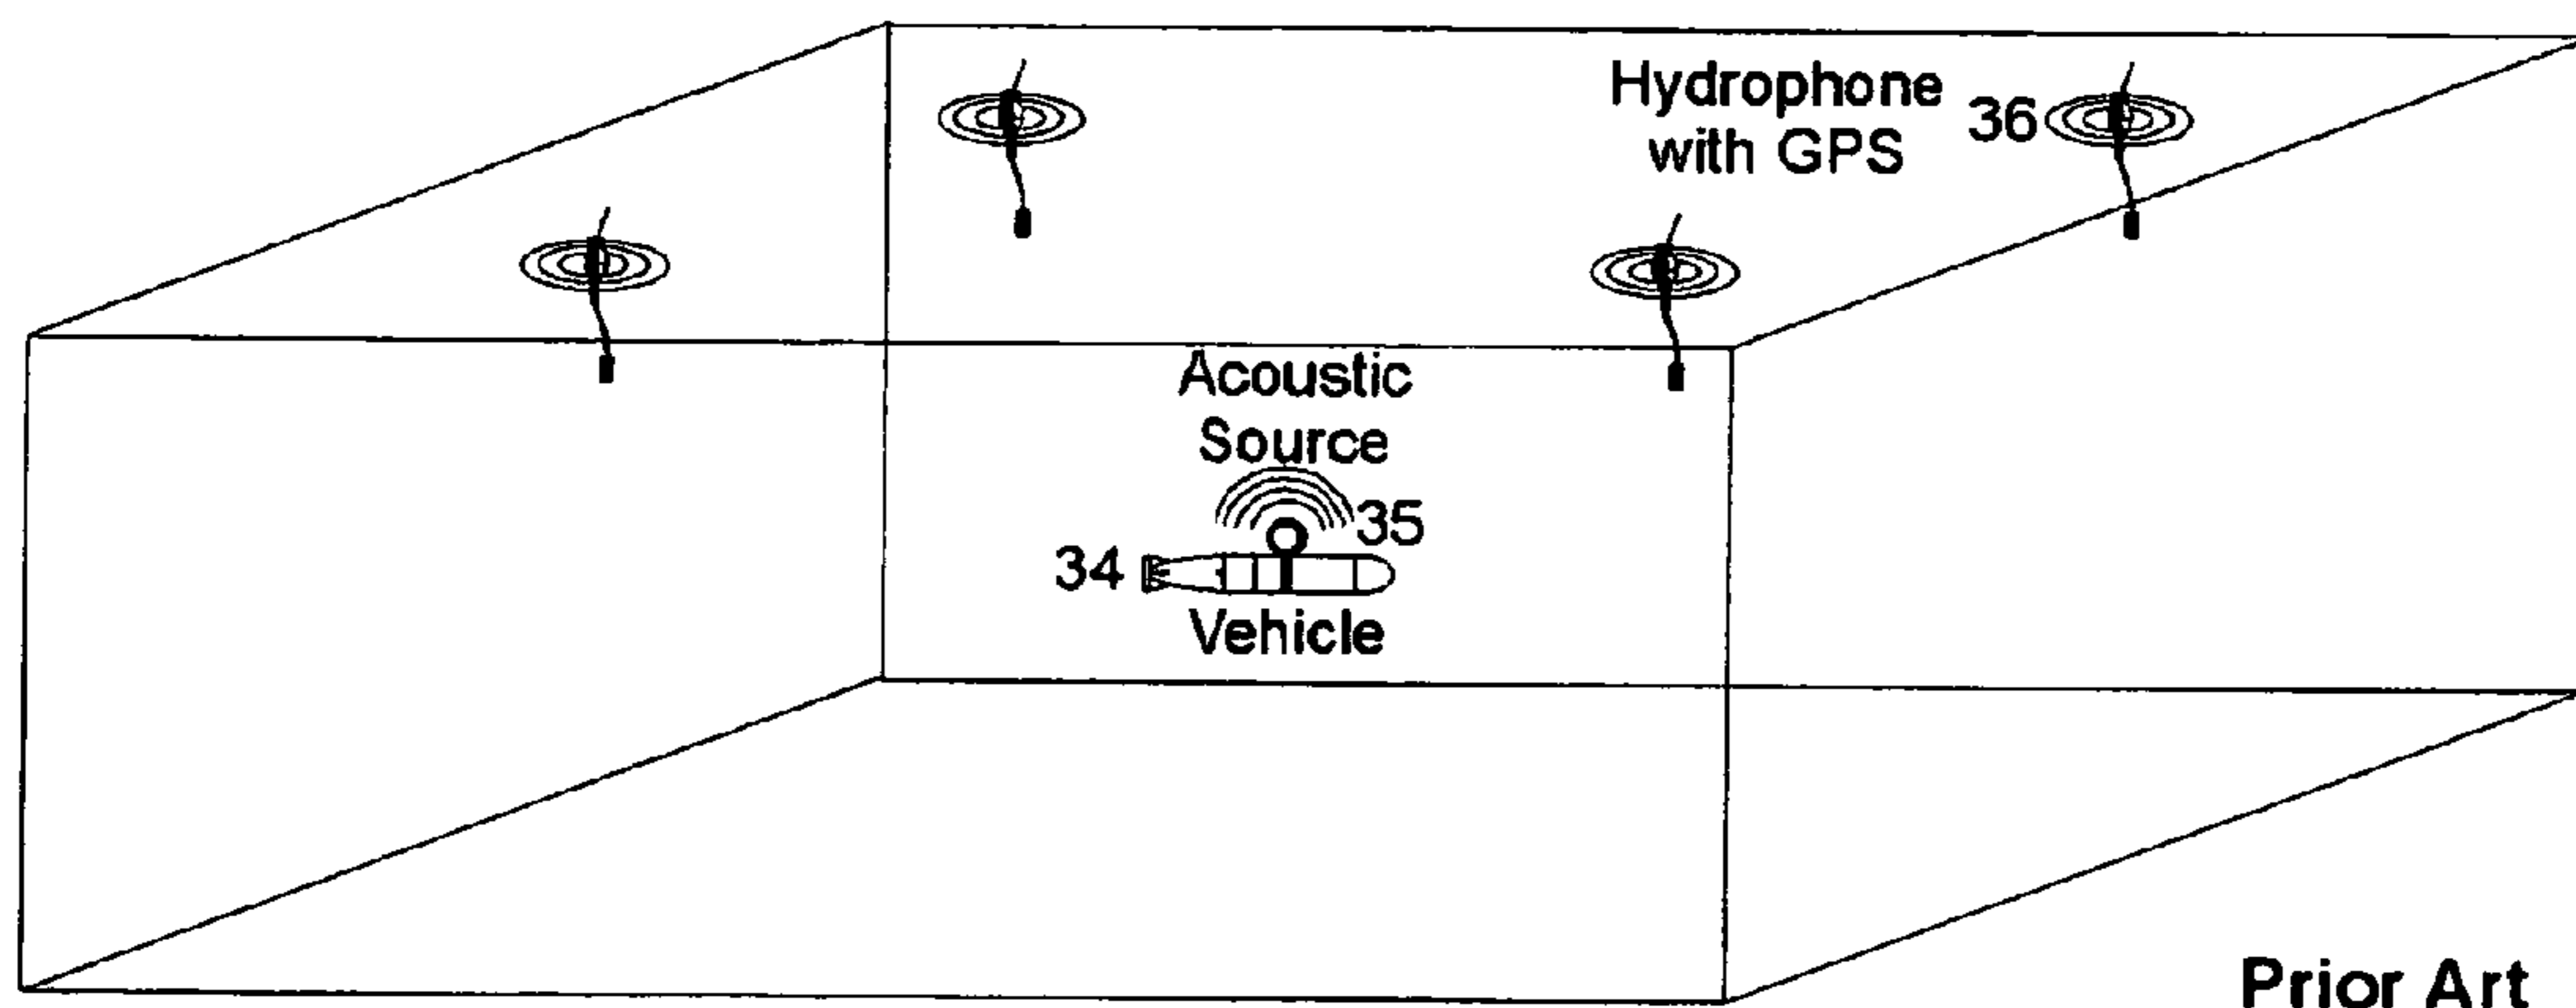 Hydrophone
with GPS
36
Acoustic
Source
35
34
Vehicle
Prior Art